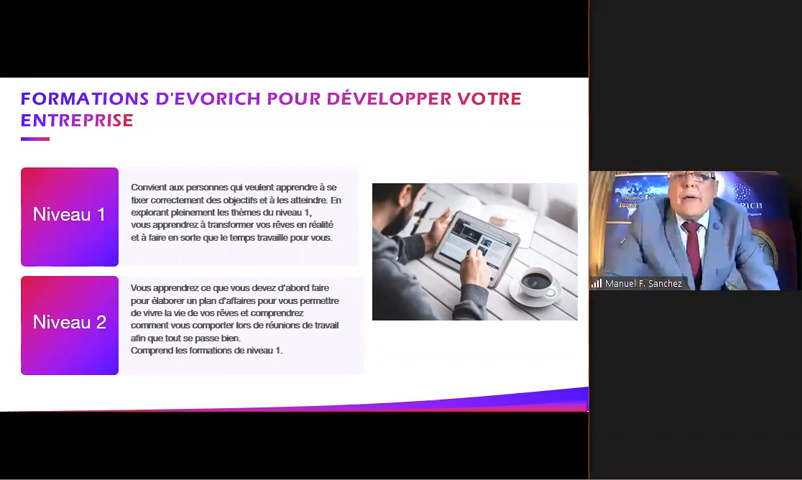 FORMATIONS D'EVORICH POUR DÉVELOPPER VOTRE
ENTREPRISE
Niveau 1
Convient aux personnes qui veulent apprendre à se
fixer correctement des objectifs et à les atteindre. En
explorant pleinement les thèmes du niveau 1,
vous apprendrez à transformer vos rêves en réalité
et à faire en sorte que le temps travaille pour vous.
Niveau 2
Vous apprendrez ce que vous devez d'abord faire
pour élaborer un plan d'affaires pour vous permettre
de vivre la vie de vos rêves et comprendrez
comment vous comporter lors de réunions de travail
afin que tout se passe bien.
Comprend les formations de niveau 1.
Manuel F. Sanchez